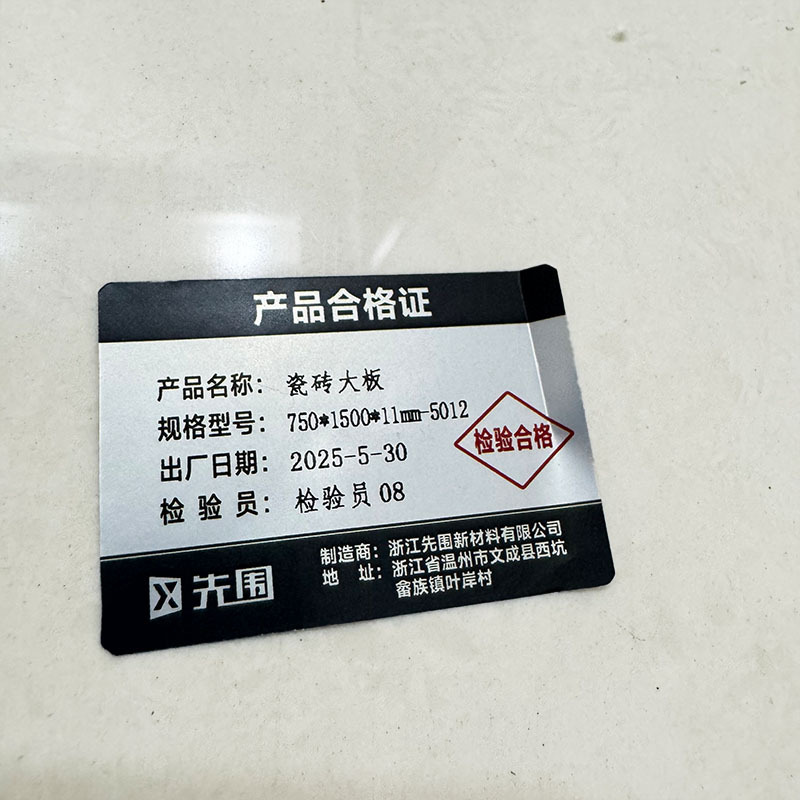 产品合格证
产品名称：瓷砖大板
规格型号：750*1500*11mm-5012
检验合格
出厂日期：2025-5-30
检验员：检验员08
先围
制造商：浙江先围新材料有限公司
地 址：浙江省温州市文成县西坑
畲族镇叶岸村